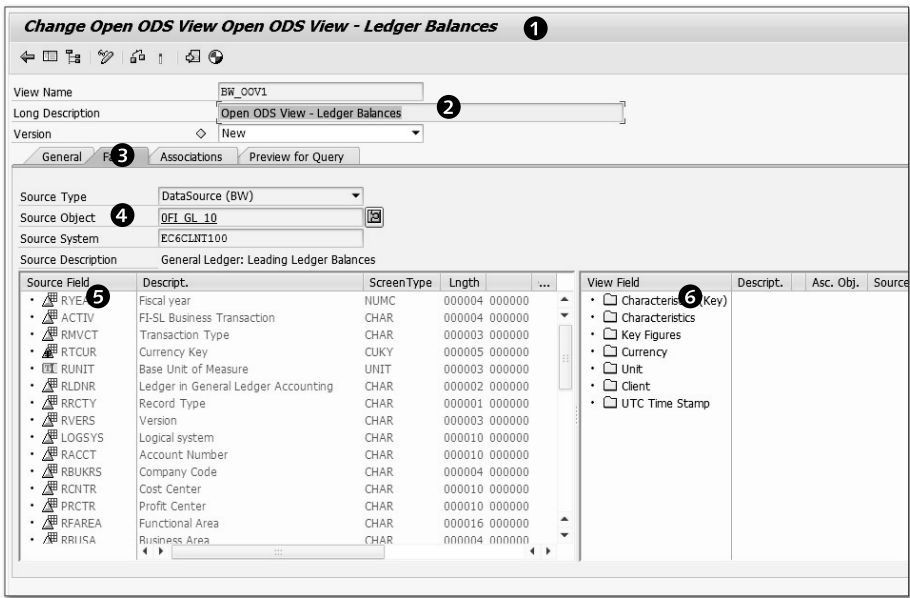 Change Open ODS View Open ODS View - Ledger Balances 1
View Name BW_OOV1
Long Description Open ODS View - Ledger Balances 2
Version New
General 3 Associations Preview for Query
Source Type DataSource (BW)
Source Object 4 0FI_GL_10
Source System EC6CLNT100
Source Description General Ledger: Leading Ledger Balances
Source Field Descript. ScreenType Lngth ... View Field Descript. Asc. Obj. Source
5 Fiscal year NUMC 000004 000000 6 (Key)
ACTIV FI-SL Business Transaction CHAR 000004 000000 Characteristics
RMVCT Transaction Type CHAR 000003 000000 Key Figures
RTCUR Currency Key CUKY 000005 000000 Currency
RUNIT Base Unit of Measure UNIT 000003 000000 Unit
RLDNR Ledger in General Ledger Accounting CHAR 000002 000000 Client
RRCTY Record Type CHAR 000001 000000 UTC Time Stamp
RVERS Version CHAR 000003 000000
LOGSYS Logical system CHAR 000010 000000
RACCT Account Number CHAR 000010 000000
RBUKRS Company Code CHAR 000004 000000
RCNTR Cost Center CHAR 000010 000000
PRCTR Profit Center CHAR 000010 000000
RFAREA Functional Area CHAR 000016 000000
RBUSA Business Area CHAR 000004 000000